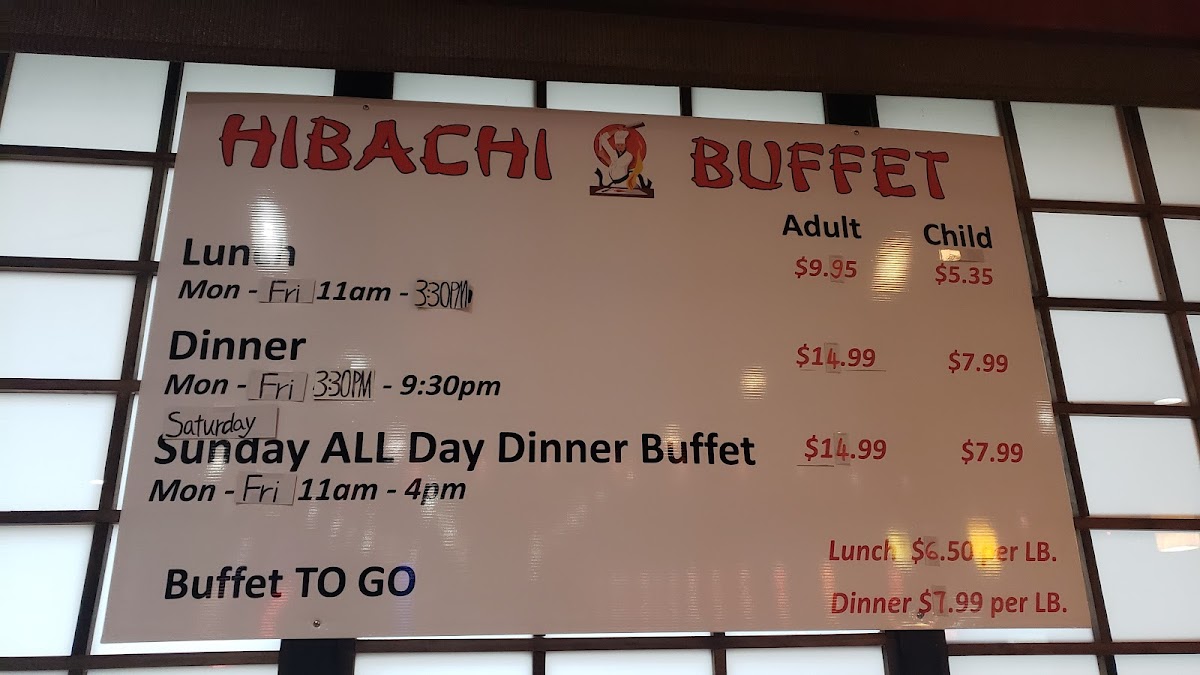 HIBACHI BUFFET
Adult Child
Lunch $9.95 $5.35
Mon - Fri 11am - 3:30PM
Dinner $14.99 $7.99
Mon - Fri 3:30PM - 9:30pm
Saturday
Sunday ALL Day Dinner Buffet $14.99 $7.99
Mon - Fri 11am - 4pm
Lunch $6.50 per LB.
Buffet TO GO
Dinner $7.99 per LB.